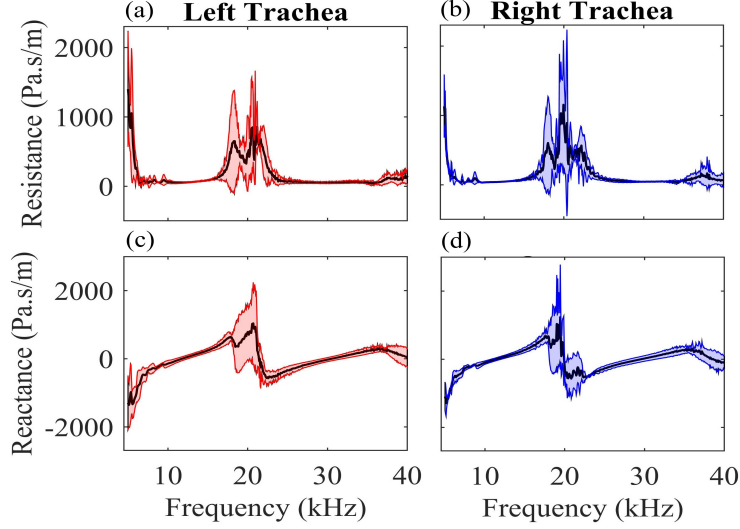 (a) Left Trachea
(b) Right Trachea
Resistance (Pa.s/m)
2000
1000
0
(c)
(d)
Reactance (Pa.s/m)
2000
0
-2000
10 20 30 40
10 20 30 40
Frequency (kHz)
Frequency (kHz)